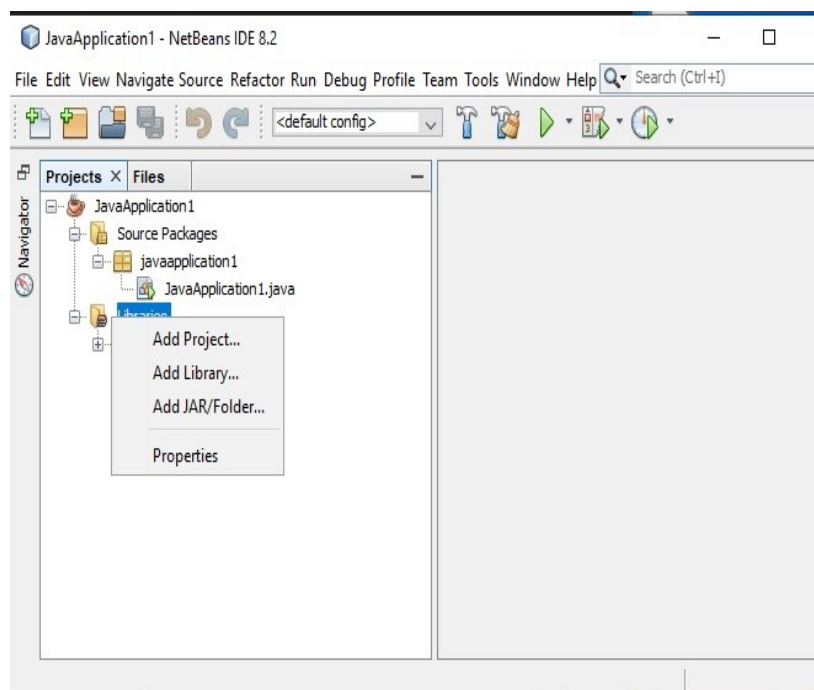 JavaApplication1 - NetBeans IDE 8.2
File Edit View Navigate Source Refactor Run Debug Profile Team Tools Window Help Search (Ctrl+I)
<default config>
Projects Files
Navigator
JavaApplication1
Source Packages
javaapplication1
JavaApplication1.java
Libraries
Add Project...
Add Library...
Add JAR/Folder...
Properties